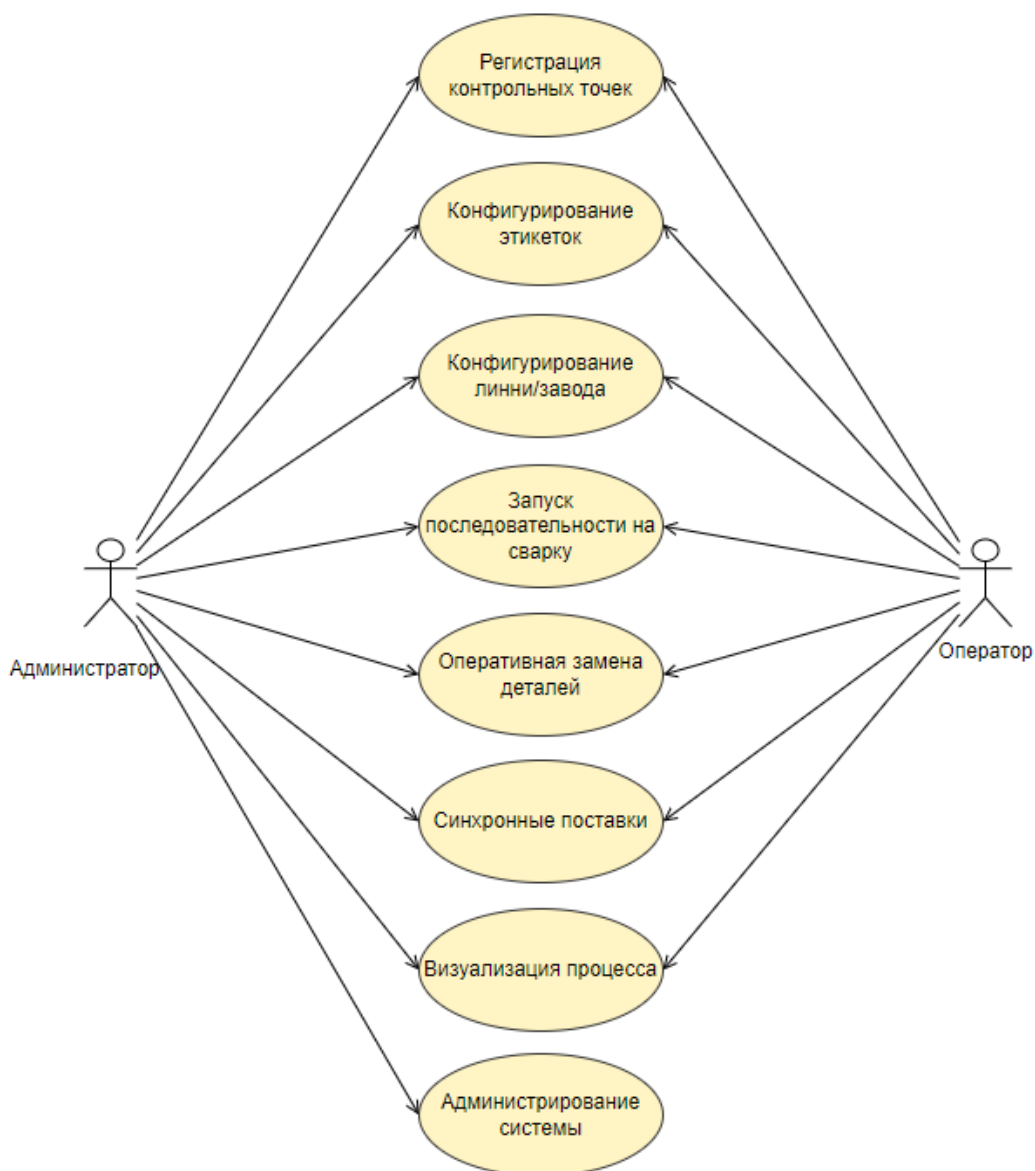 Регистрация
контрольных точек
Конфигурирование
этикеток
Конфигурирование
линни/завода
Запуск
последовательности на
сварку
Администратор
Оператор
Оперативная замена
деталей
Синхронные поставки
Визуализация процесса
Администрирование
системы